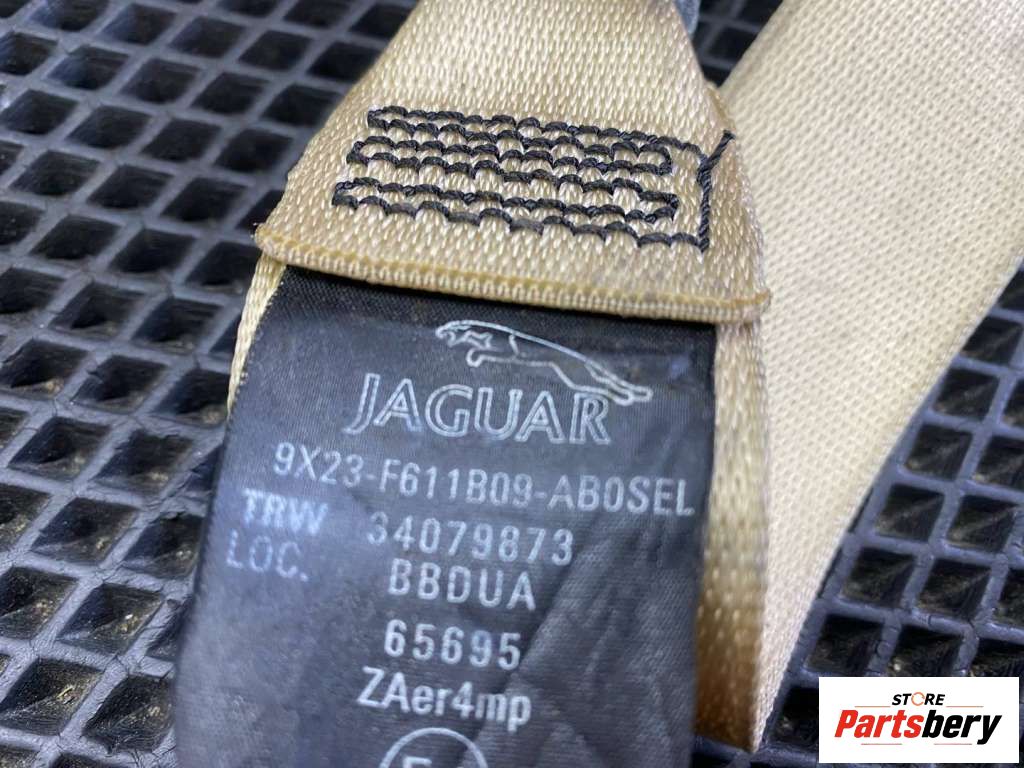 JAGUAR
9X23-F611B09-AB0SEL
TRW 34079873
LOC. BBDUA
65695
ZAer4mp
E
STORE
Partsbery